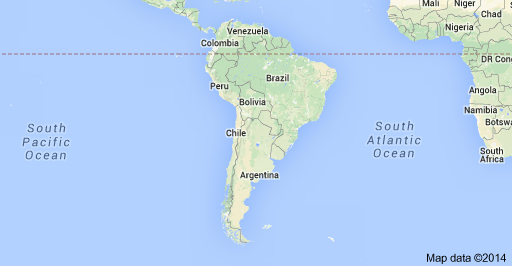 Mali
Niger
Chad
Venezuela
Nigeria
Colombia
DR Con
Brazil
Peru
Angola
Bolivia
Namibia
Botsw
South
Pacific
Ocean
Chile
South
Atlantic
Ocean
South
Africa
Argentina
Map data ©2014